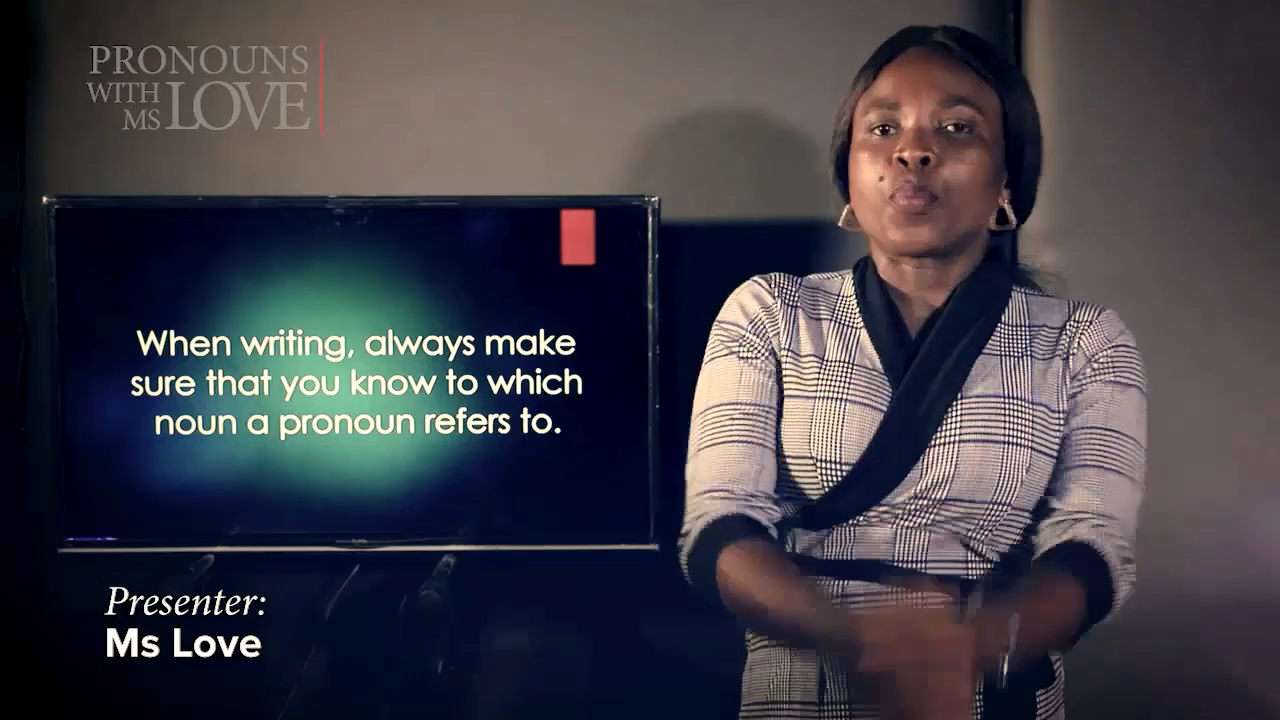 PRONOUNS
WITH
MS LOVE
When writing, always make
sure that you know to which
noun a pronoun refers to.
Presenter:
Ms Love